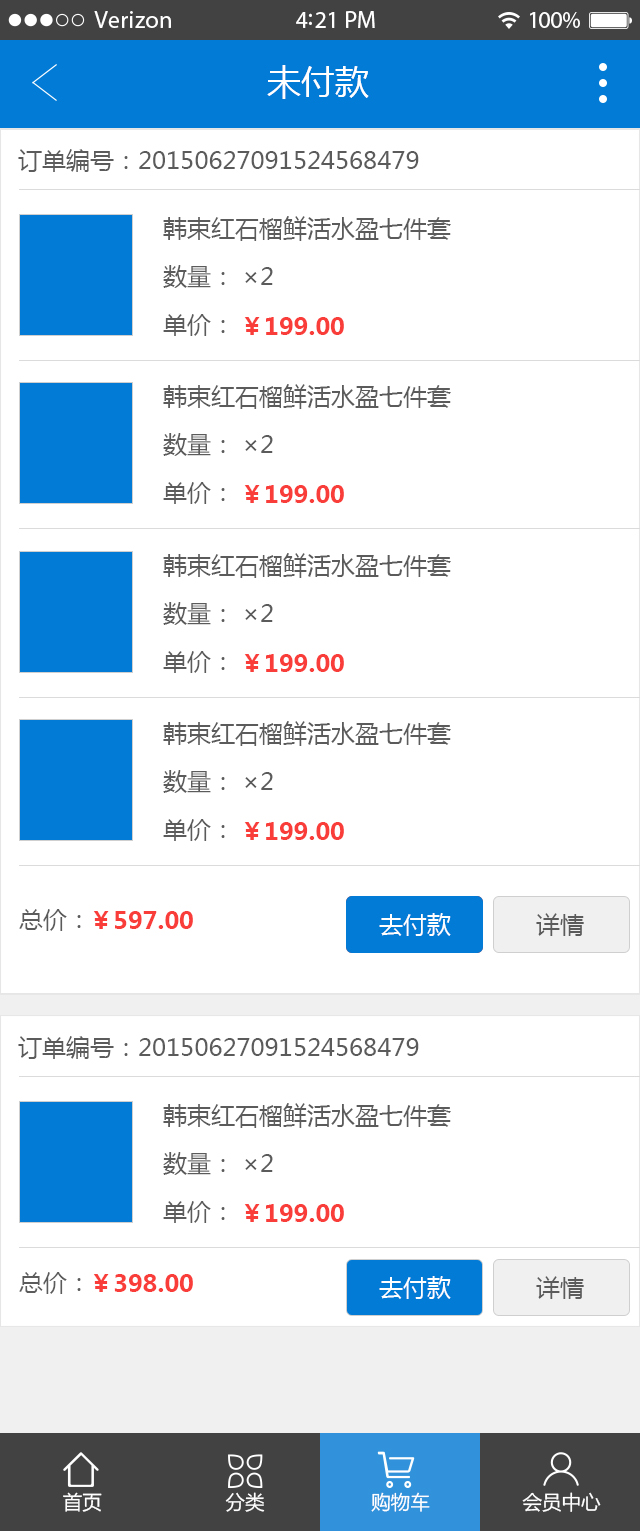 Verizon 4:21 PM 100%
未付款
订单编号：20150627091524568479
韩束红石榴鲜活水盈七件套
数量： ×2
单价： ¥199.00
韩束红石榴鲜活水盈七件套
数量： ×2
单价： ¥199.00
韩束红石榴鲜活水盈七件套
数量： ×2
单价： ¥199.00
韩束红石榴鲜活水盈七件套
数量： ×2
单价： ¥199.00
总价：¥597.00 去付款 详情
订单编号：20150627091524568479
韩束红石榴鲜活水盈七件套
数量： ×2
单价： ¥199.00
总价：¥398.00 去付款 详情
首页 分类 购物车 会员中心